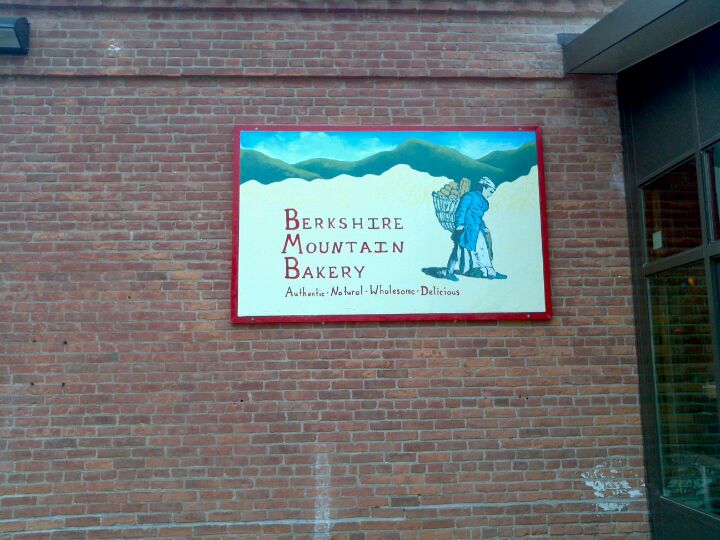 Berkshire
Mountain
Bakery
Authentic · Natural · Wholesome · Delicious